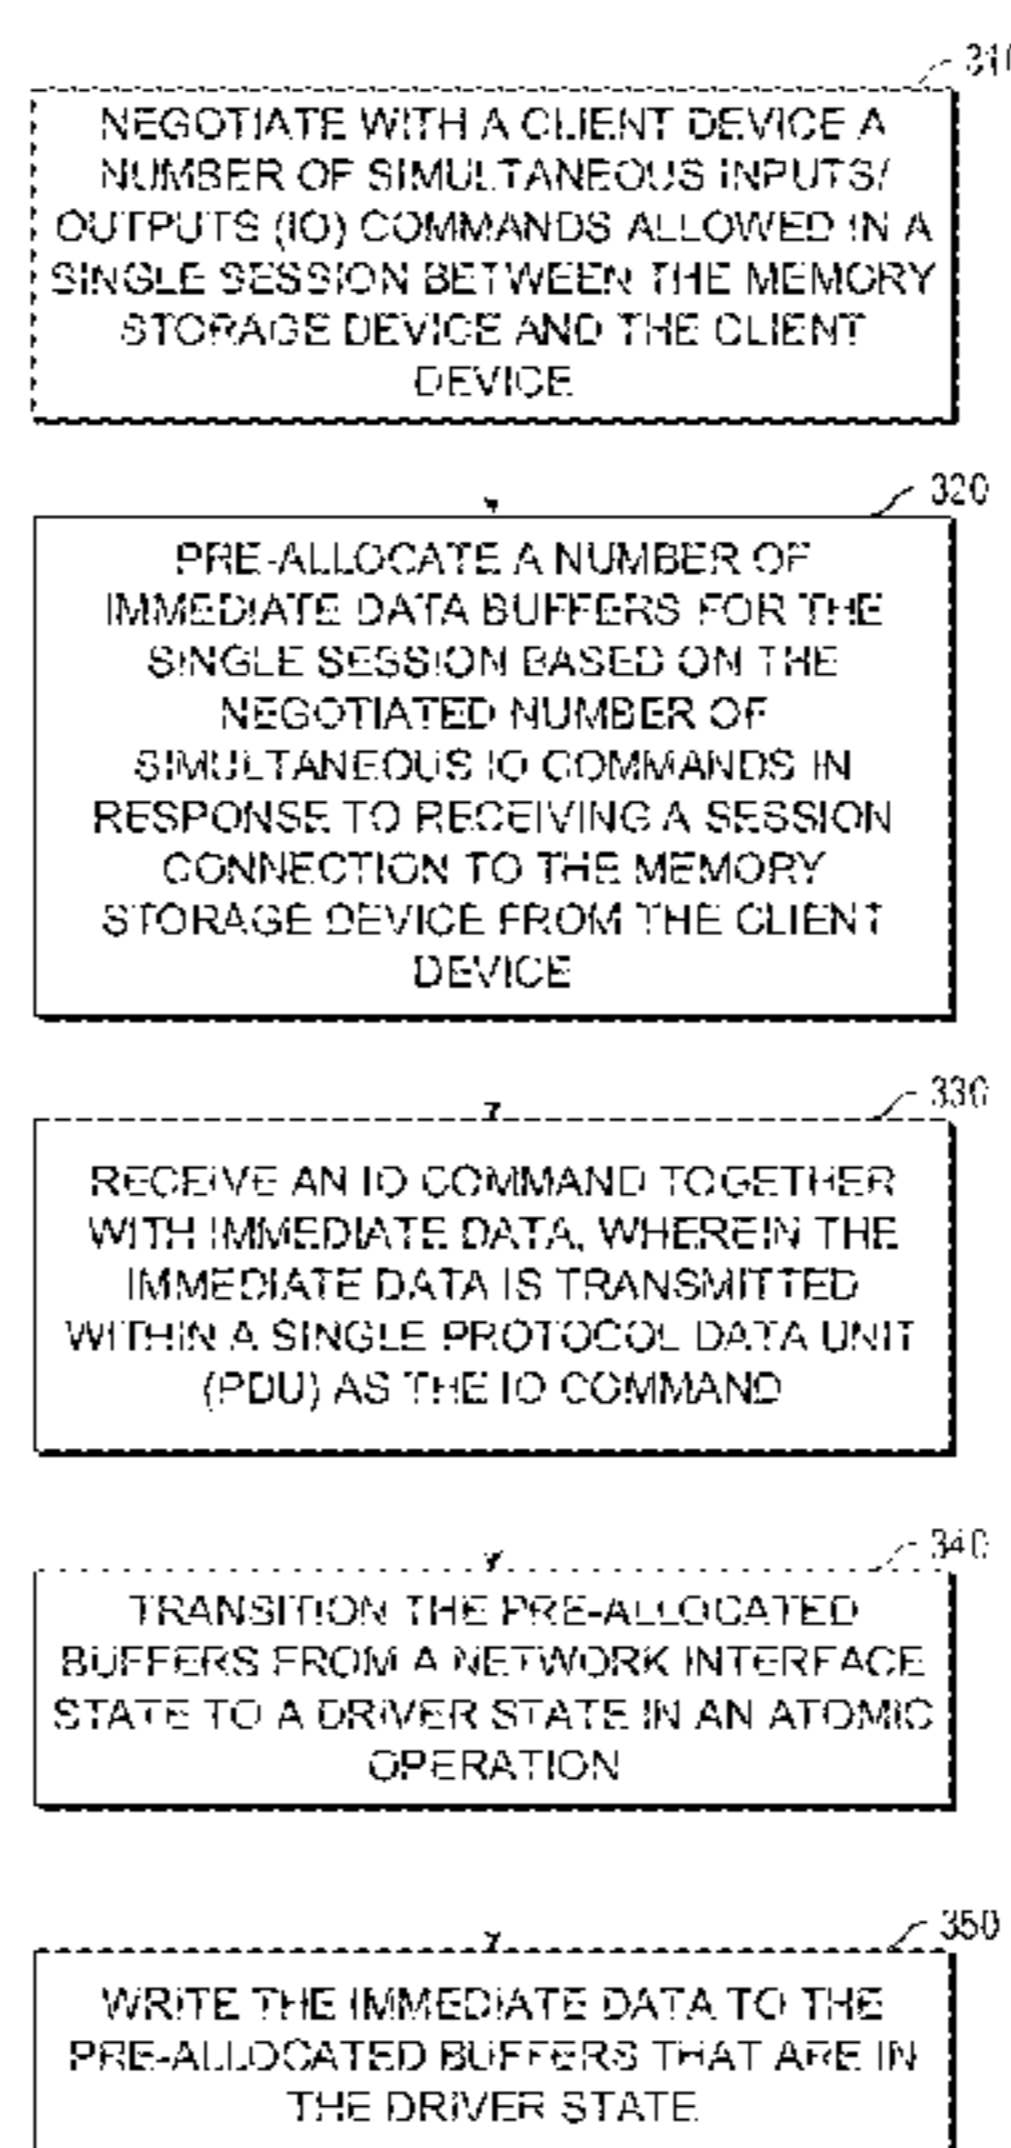 310
NEGOTIATE WITH A CLIENT DEVICE A
NUMBER OF SIMULTANEOUS INPUTS/
OUTPUTS (IO) COMMANDS ALLOWED IN A
SINGLE SESSION BETWEEN THE MEMORY
STORAGE DEVICE AND THE CLIENT
DEVICE
320
PRE-ALLOCATE A NUMBER OF
IMMEDIATE DATA BUFFERS FOR THE
SINGLE SESSION BASED ON THE
NEGOTIATED NUMBER OF
SIMULTANEOUS IO COMMANDS IN
RESPONSE TO RECEIVING A SESSION
CONNECTION TO THE MEMORY
STORAGE DEVICE FROM THE CLIENT
DEVICE
330
RECEIVE AN IO COMMAND TOGETHER
WITH IMMEDIATE DATA, WHEREIN THE
IMMEDIATE DATA IS TRANSMITTED
WITHIN A SINGLE PROTOCOL DATA UNIT
(PDU) AS THE IO COMMAND
340
TRANSITION THE PRE-ALLOCATED
BUFFERS FROM A NETWORK INTERFACE
STATE TO A DRIVER STATE IN AN ATOMIC
OPERATION
350
WRITE THE IMMEDIATE DATA TO THE
PRE-ALLOCATED BUFFERS THAT ARE IN
THE DRIVER STATE